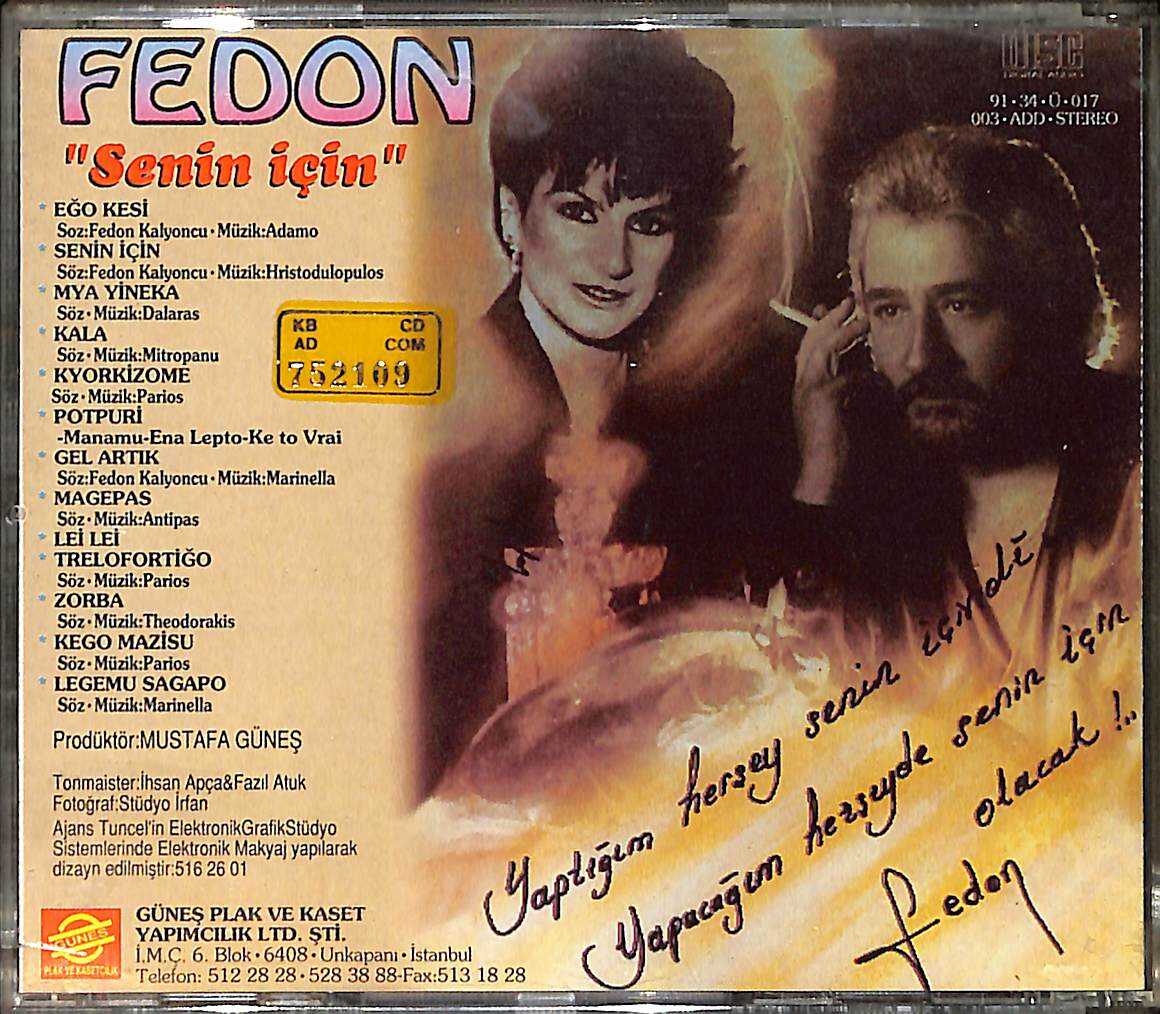 FEDON
"Senin için"
* EĞO KESİ
Soz:Fedon Kalyoncu·Müzik:Adamo
* SENİN İÇİN
Söz:Fedon Kalyoncu·Müzik:Hristodulopulos
* MYA YİNEKA
Söz·Müzik:Dalaras
* KALA
Söz·Müzik:Mitropanu
* KYORKİZOME
Söz·Müzik:Parios
* POTPURİ
-Manamu-Ena Lepto-Ke to Vrai
* GEL ARTIK
Söz:Fedon Kalyoncu·Müzik:Marinella
* MAGEPAS
Söz·Müzik:Antipas
* LEİ LEİ
* TRELOFORTİĞO
Söz·Müzik:Parios
* ZORBA
Söz·Müzik:Theodorakis
* KEGO MAZİSU
Söz·Müzik:Parios
* LEGEMU SAGAPO
Söz·Müzik:Marinella
Prodüktör:MUSTAFA GÜNEŞ
Tonmaister:İhsan Apça&Fazıl Atuk
Fotoğraf:Stüdyo İrfan
Ajans Tuncel'in ElektronikGrafikStüdyo
Sistemlerinde Elektronik Makyaj yapılarak
dizayn edilmiştir:516 26 01
GÜNEŞ
PLAK VE KASETCİLİK
GÜNEŞ PLAK VE KASET
YAPIMCILIK LTD. ŞTİ.
İ.M.Ç. 6. Blok·6408·Unkapanı·İstanbul
Telefon: 512 28 28·528 38 88-Fax:513 18 28
KB CD
AD COM
752109
DISC
DIGITAL AUDIO
91·34·Ü·017
003·ADD·STEREO
Yaptığım hersey senin içindi
Yapacağım herseyde senin için
olacak!..
Fedon